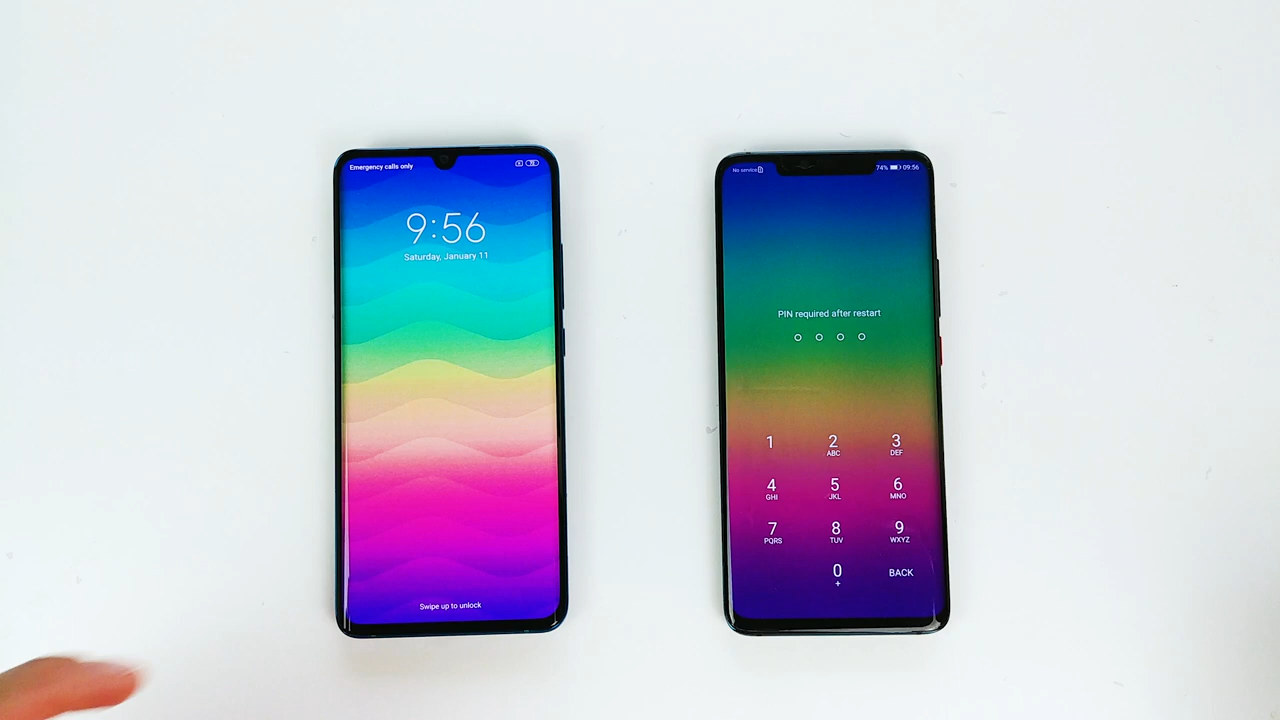 Emergency calls only
73
9:56
Saturday, January 11
Swipe up to unlock
No service
74% 09:56
PIN required after restart
1 2 3
ABC DEF
4 5 6
GHI JKL MNO
7 8 9
PQRS TUV WXYZ
0 BACK
+